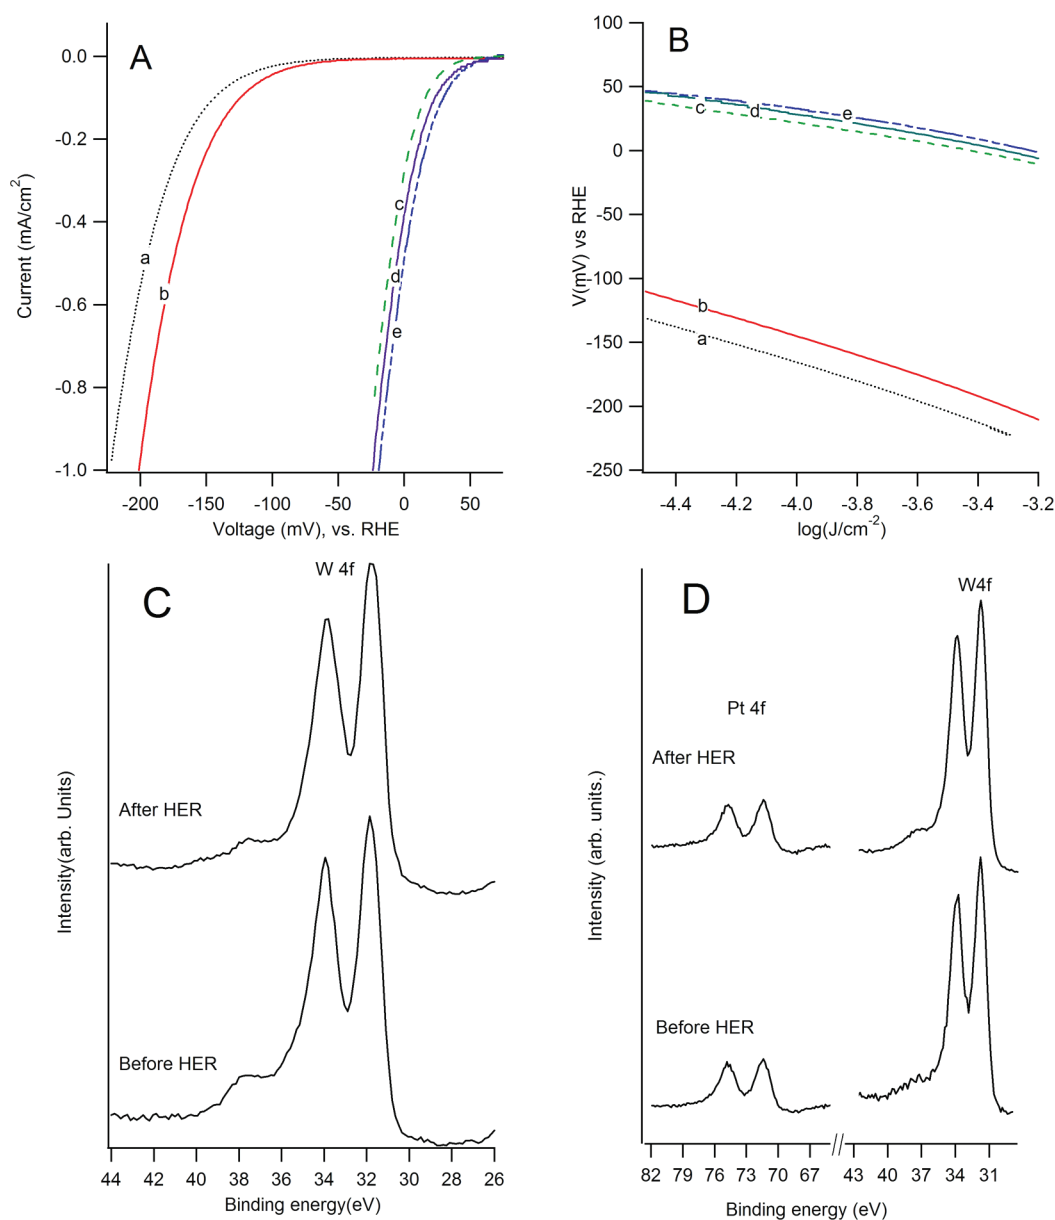 A
0.0
-0.2
-0.4
-0.6
-0.8
-1.0
Current (mA/cm²)
a
b
c
d
e
-200
-150
-100
-50
0
50
Voltage (mV), vs. RHE
B
100
50
0
-50
-100
-150
-200
-250
V(mV) vs RHE
c
d
e
b
a
-4.4
-4.2
-4.0
-3.8
-3.6
-3.4
-3.2
log(J/cm⁻²)
C
W 4f
After HER
Before HER
Intensity(arb. Units)
44
42
40
38
36
34
32
30
28
26
Binding energy(eV)
D
W4f
Pt 4f
After HER
Before HER
Intensity (arb. units.)
82
79
76
73
70
67
43
40
37
34
31
Binding energy (eV)